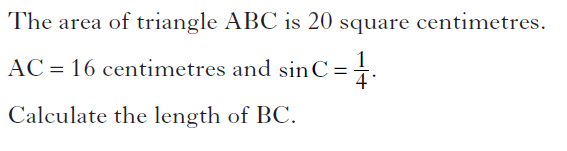 The area of triangle ABC is 20 square centimetres.
AC = 16 centimetres and sin C = 1/4.
Calculate the length of BC.